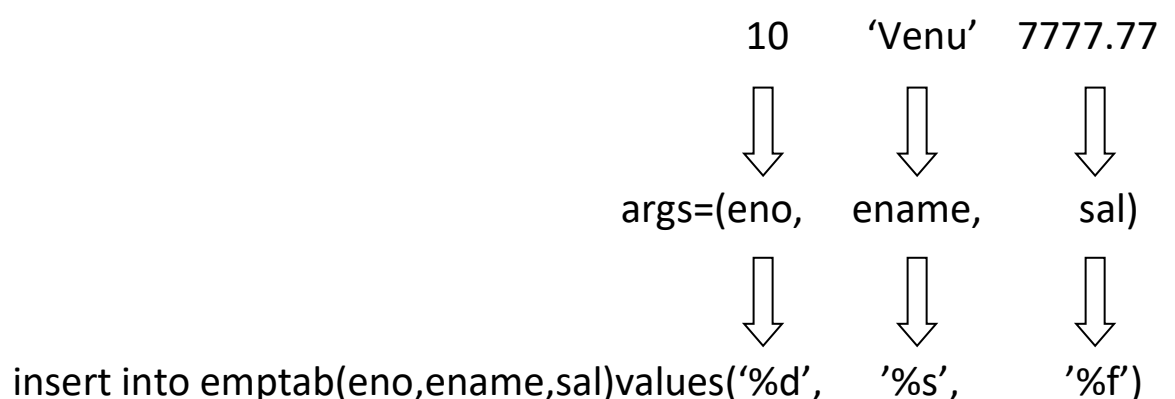 10 ‘Venu’ 7777.77
args=(eno, ename, sal)
insert into emptab(eno,ename,sal)values(‘%d’, ’%s’, ’%f’)